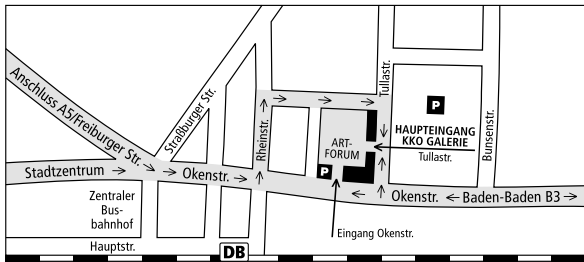 Anschluss A5/Freiburger Str.
Straßburger Str.
Rheinstr.
Tullastr.
P
HAUPTEINGANG
KKO GALERIE
Tullastr.
Bunsenstr.
ART-
FORUM
P
Stadtzentrum
Okenstr.
Okenstr.
Baden-Baden B3
Zentraler
Bus-
bahnhof
Hauptstr.
Eingang Okenstr.
DB